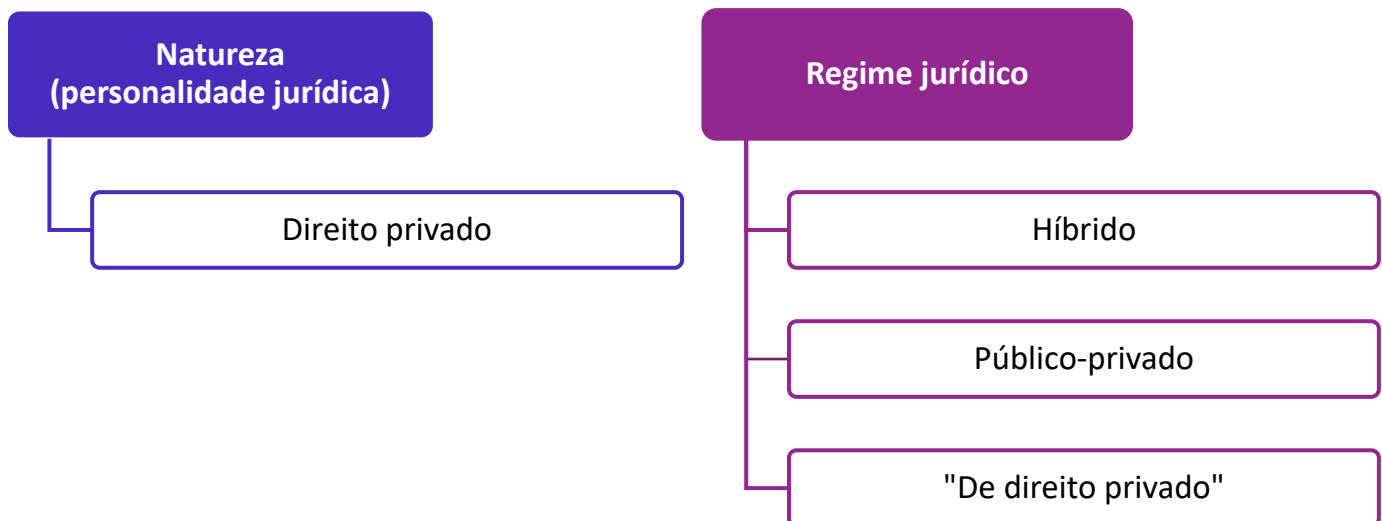 Natureza
(personalidade jurídica)
Direito privado
Regime jurídico
Híbrido
Público-privado
"De direito privado"